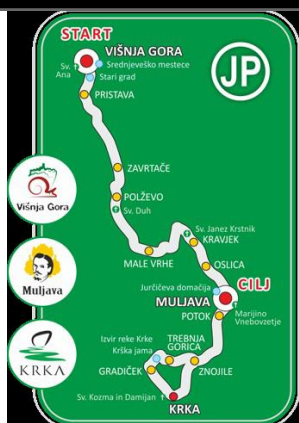 START
VIŠNJA GORA
JP
Sv. Ana
Srednjeveško mestece
Stari grad
PRISTAVA
ZAVRTAČE
Višnja Gora
POLŽEVO
Sv. Duh
Sv. Janez Krstnik
KRAVJEK
MALE VRHE
OSLICA
Muljava
Jurčičeva domačija
CILJ
MULJAVA
Marijino
Vnebovzetje
POTOK
Izvir reke Krke
TREBNJA
GORICA
Krška jama
KRKA
GRADIČEK
ZNOJILE
Sv. Kozma in Damijan
KRKA